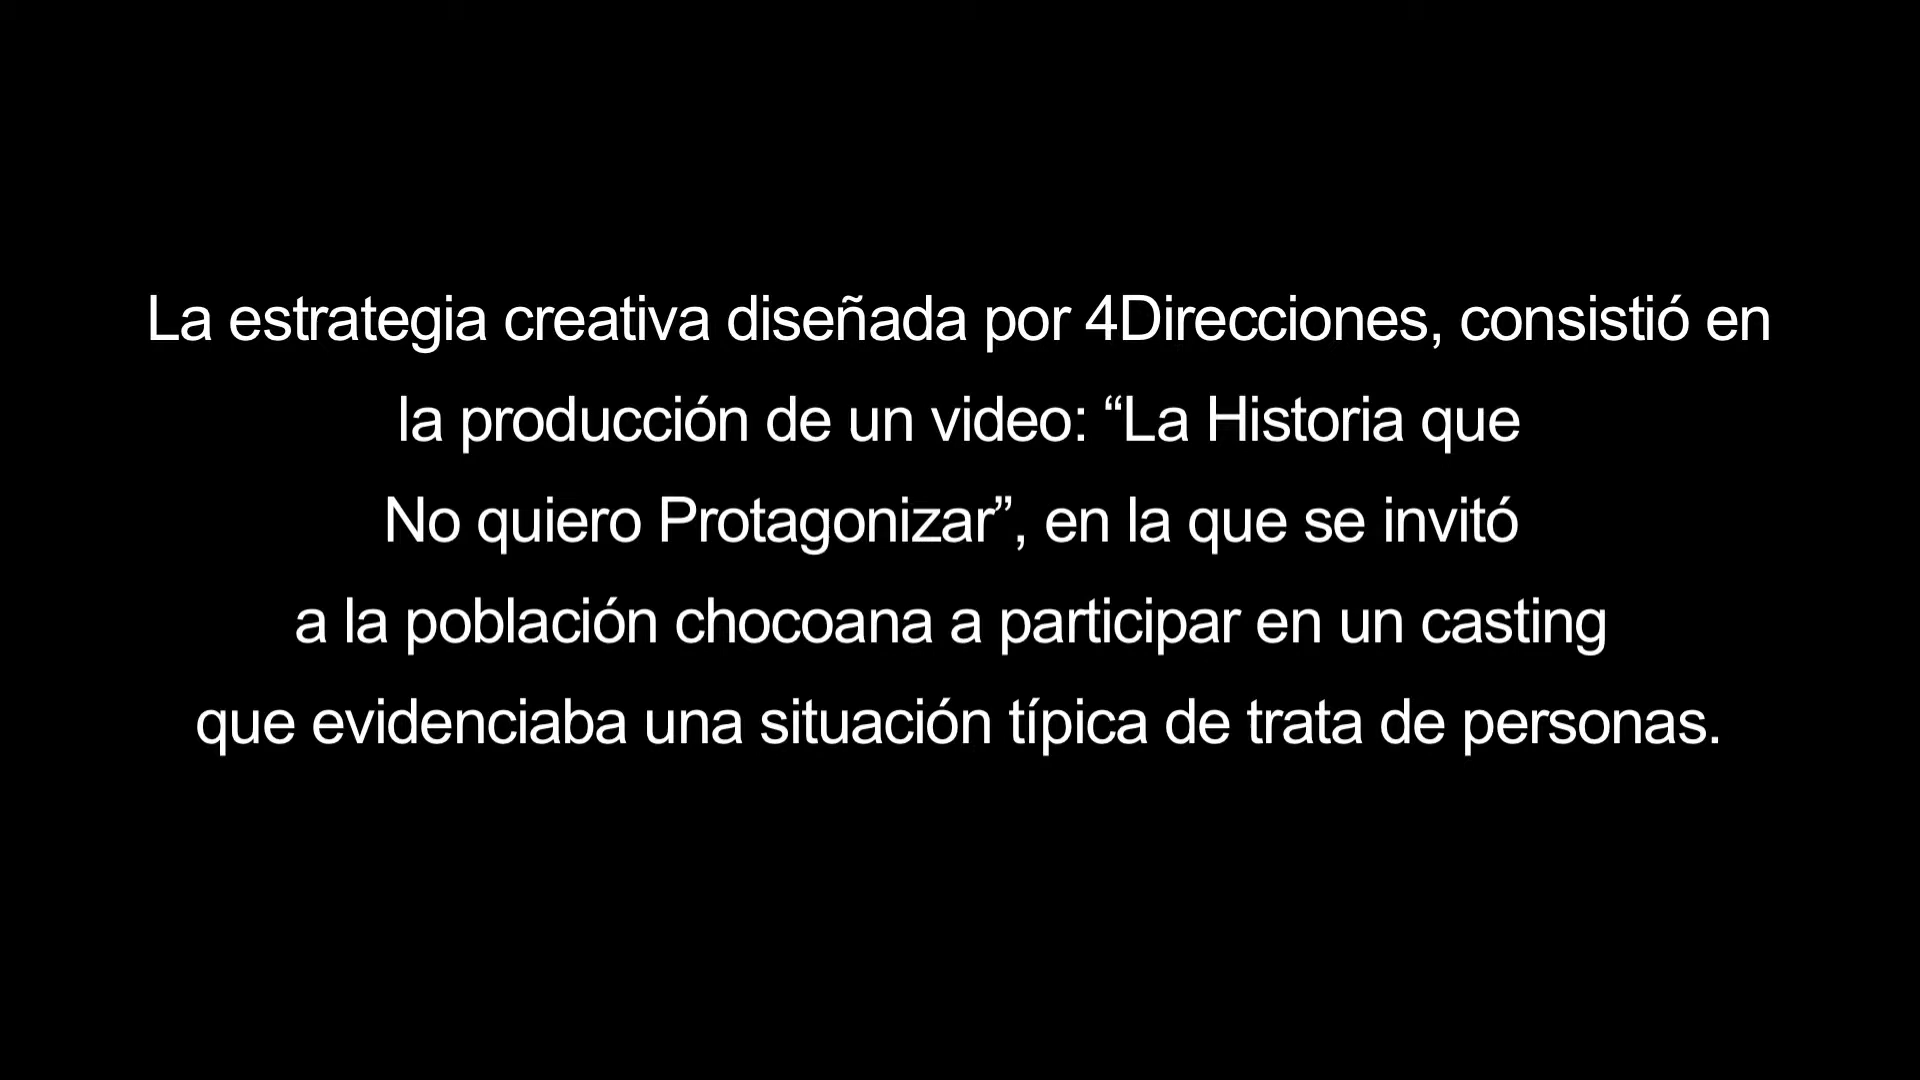 La estrategia creativa diseñada por 4Direcciones, consistió en
la producción de un video: “La Historia que
No quiero Protagonizar”, en la que se invitó
a la población chocoana a participar en un casting
que evidenciaba una situación típica de trata de personas.